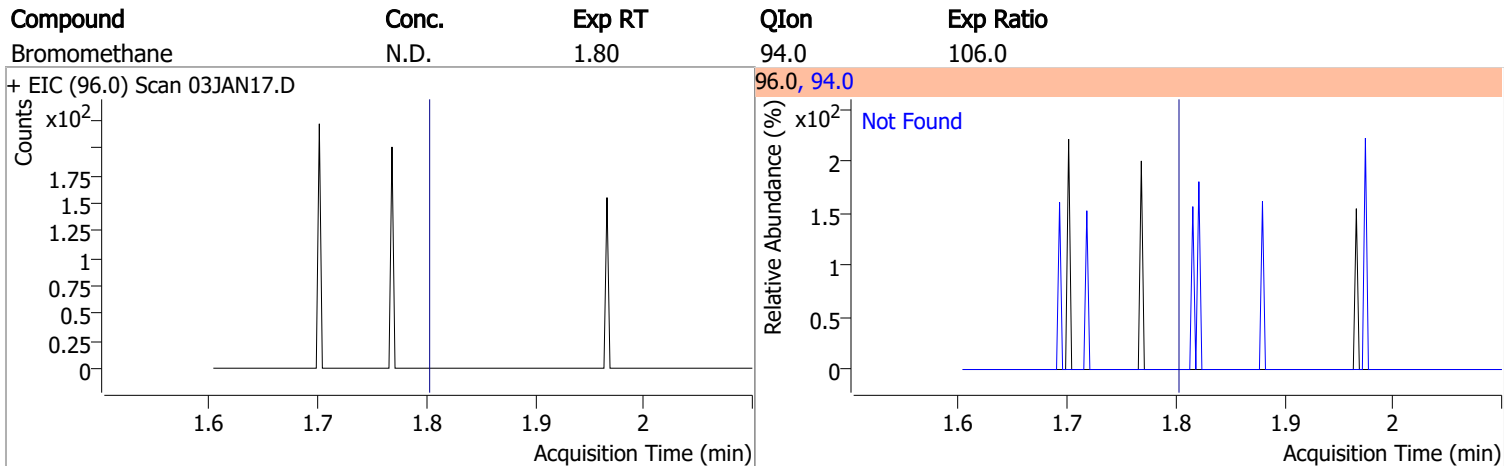 Compound Conc. Exp RT QIon Exp Ratio
Bromomethane N.D. 1.80 94.0 106.0
+ EIC (96.0) Scan 03JAN17.D
Counts
x10²
1.75
1.5
1.25
1
0.75
0.5
0.25
0
1.6 1.7 1.8 1.9 2
Acquisition Time (min)
96.0, 94.0
Relative Abundance (%)
x10²
Not Found
2
1.5
1
0.5
0
1.6 1.7 1.8 1.9 2
Acquisition Time (min)